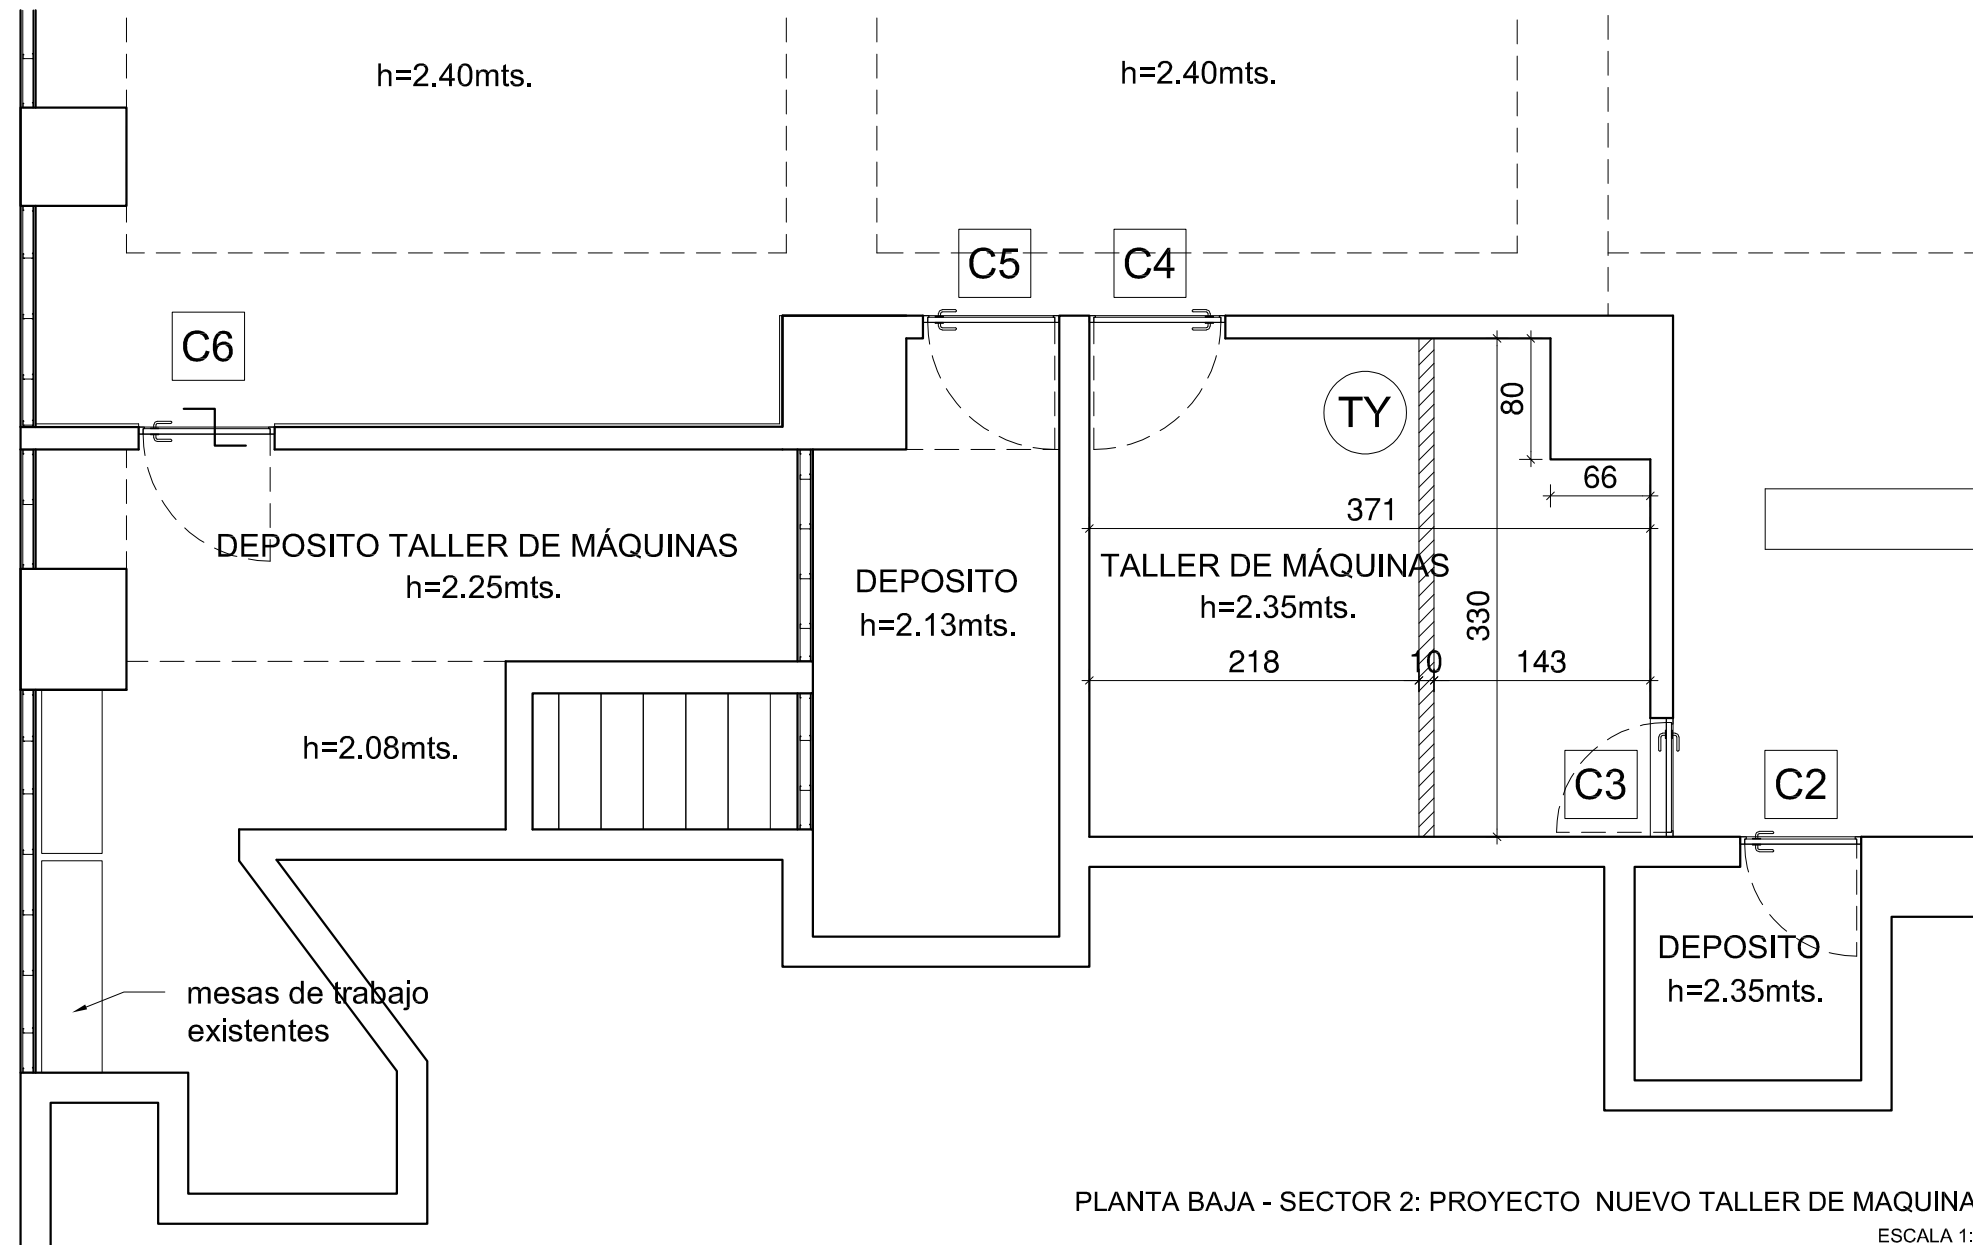 h=2.40mts.
h=2.40mts.
C5
C4
C6
TY
80
66
371
DEPOSITO TALLER DE MÁQUINAS
h=2.25mts.
DEPOSITO
h=2.13mts.
TALLER DE MÁQUINAS
h=2.35mts.
330
218
10
143
h=2.08mts.
C3
C2
DEPOSITO
h=2.35mts.
mesas de trabajo
existentes
PLANTA BAJA - SECTOR 2: PROYECTO NUEVO TALLER DE MAQUINA
ESCALA 1: